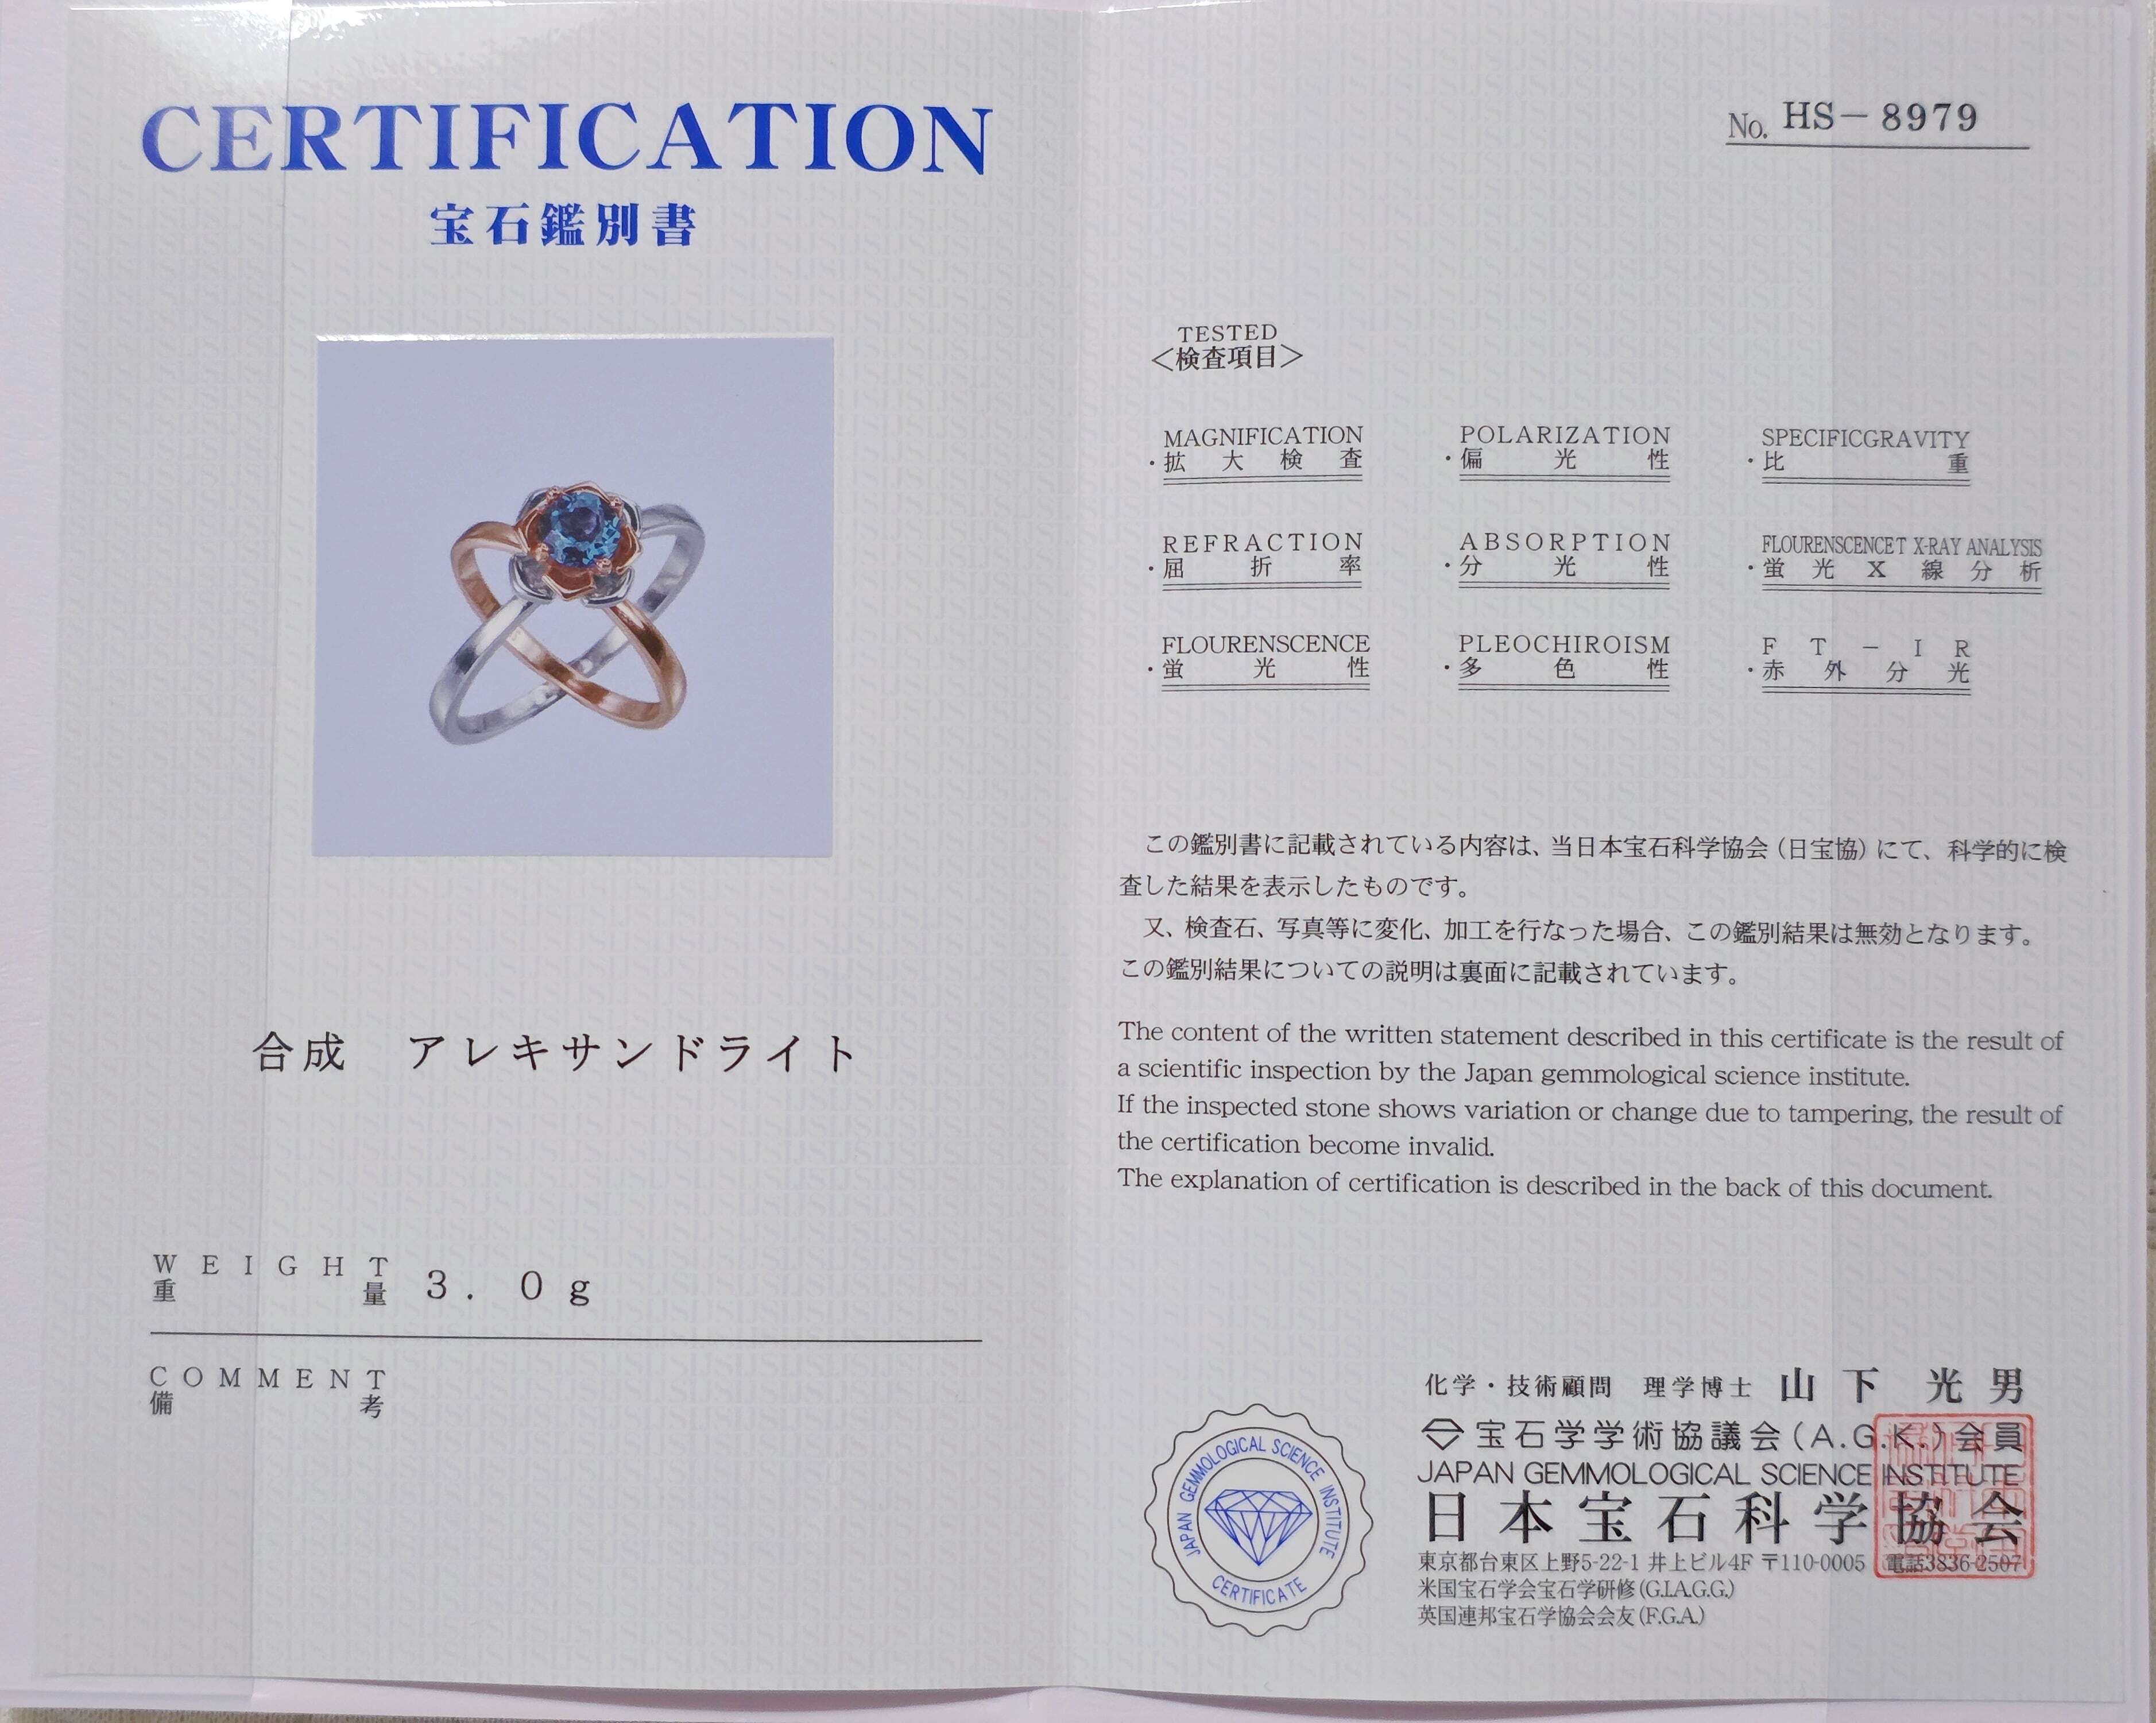 CERTIFICATION
宝石鑑別書
合成 アレキサンドライト
WEIGHT
重量
3.0g
COMMENT
備考
No. HS-8979
TESTED
<検査項目>
MAGNIFICATION
・拡大検査
POLARIZATION
・偏光性
SPECIFICGRAVITY
・比重
REFRACTION
・屈折率
ABSORPTION
・分光性
FLOURENSCENCET X-RAY ANALYSIS
・蛍光X線分析
FLOURENSCENCE
・蛍光性
PLEOCHIROISM
・多色性
FT-IR
・赤外分光
この鑑別書に記載されている内容は、当日本宝石科学協会(日宝協)にて、科学的に検
査した結果を表示したものです。
又、検査石、写真等に変化、加工を行なった場合、この鑑別結果は無効となります。
この鑑別結果についての説明は裏面に記載されています。
The content of the written statement described in this certificate is the result of
a scientific inspection by the Japan gemmological science institute.
If the inspected stone shows variation or change due to tampering, the result of
the certification become invalid.
The explanation of certification is described in the back of this document.
化学・技術顧問 理学博士 山下 光男
宝石学学術協議会(A.G.K.)会員
JAPAN GEMMOLOGICAL SCIENCE INSTITUTE
日本宝石科学協会
東京都台東区上野5-22-1 井上ビル4F 〒110-0005 電話3836-2507
米国宝石学会宝石学研修(G.I.A.G.G.)
英国連邦宝石学協会会友(F.G.A.)
JAPAN GEMMOLOGICAL SCIENCE INSTITUTE
CERTIFICATE